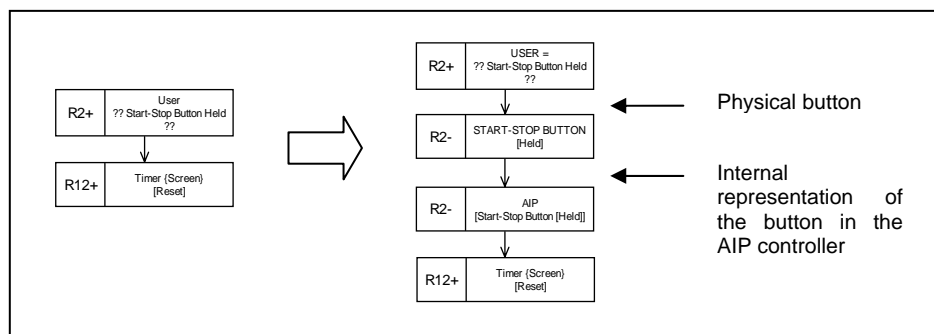 R2+
User
?? Start-Stop Button Held
??
R12+
Timer {Screen}
[Reset]
R2+
USER =
?? Start-Stop Button Held
??
R2-
START-STOP BUTTON
[Held]
R2-
AIP
[Start-Stop Button [Held]]
R12+
Timer {Screen}
[Reset]
Physical button
Internal
representation of
the button in the
AIP controller